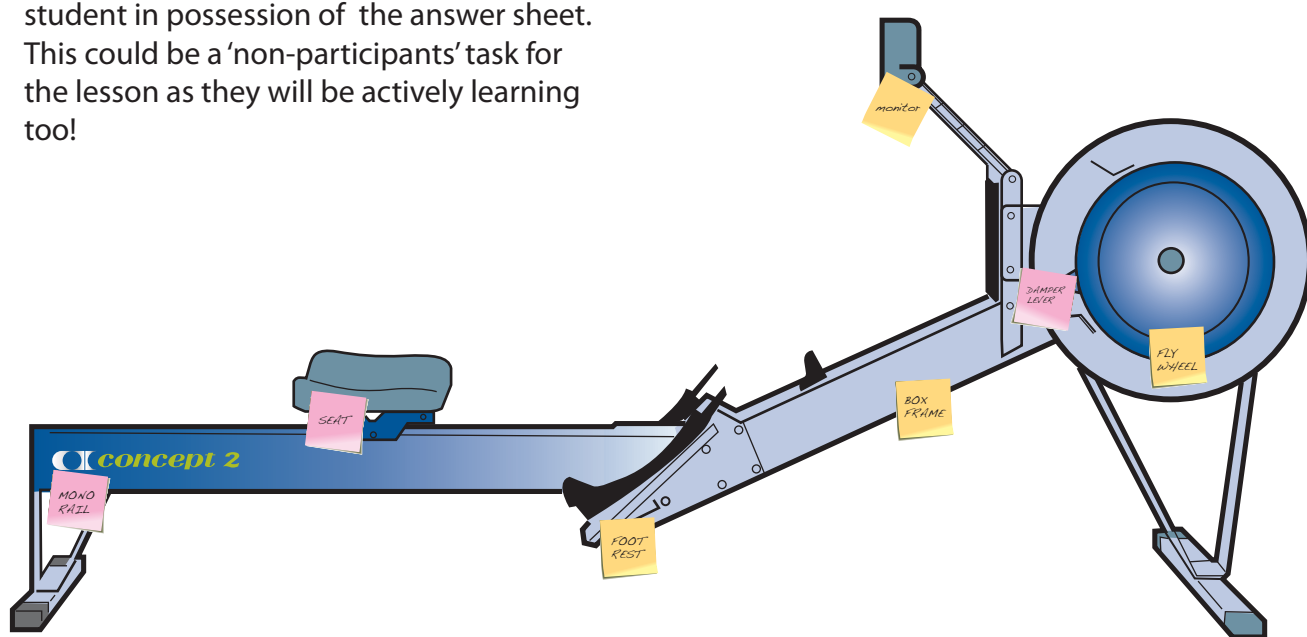 student in possession of  the answer sheet.
This could be a ‘non-participants’ task for
the lesson as they will be actively learning
too!
monitor
DAMPER
LEVER
FLY
WHEEL
BOX
FRAME
SEAT
concept 2
MONO
RAIL
FOOT
REST